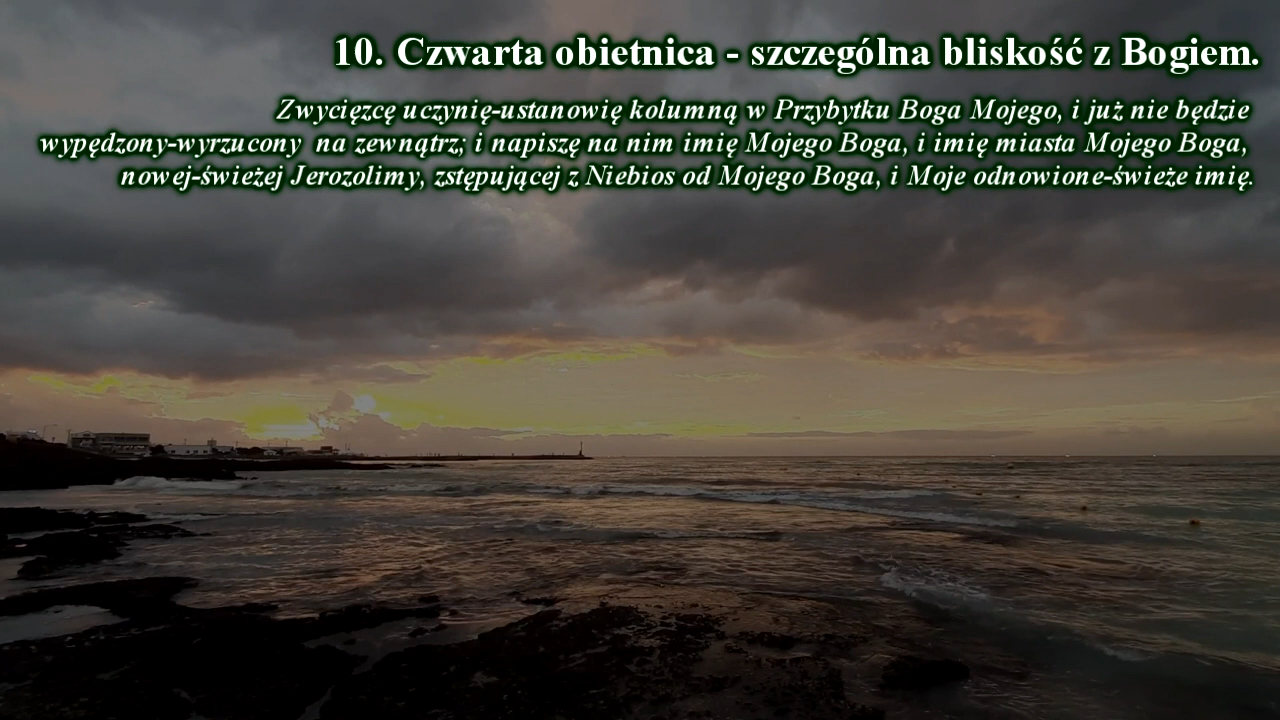 10. Czwarta obietnica - szczególna bliskość z Bogiem.
Zwycięzcę uczynię-ustanowię kolumną w Przybytku Boga Mojego, i już nie będzie
wypędzony-wyrzucony na zewnątrz; i napiszę na nim imię Mojego Boga, i imię miasta Mojego Boga,
nowej-świeżej Jerozolimy, zstępującej z Niebios od Mojego Boga, i Moje odnowione-świeże imię.